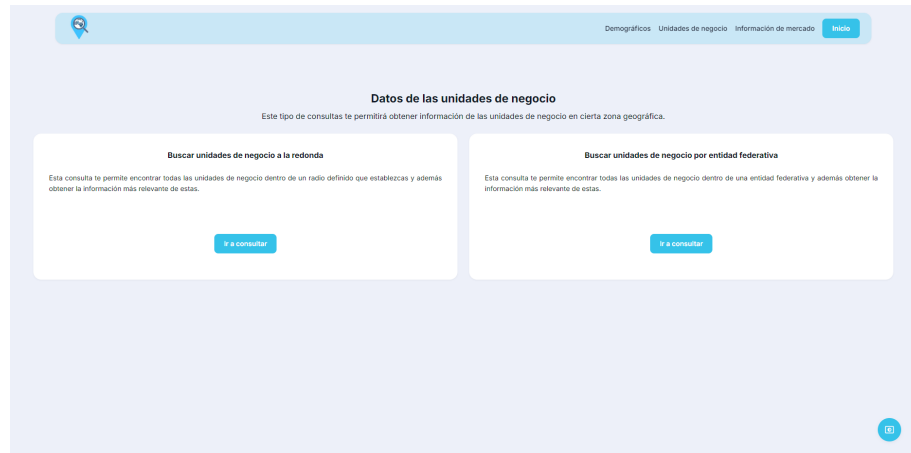 Demográficos Unidades de negocio Información de mercado Inicio
Datos de las unidades de negocio
Este tipo de consultas te permitirá obtener información de las unidades de negocio en cierta zona geográfica.
Buscar unidades de negocio a la redonda
Esta consulta te permite encontrar todas las unidades de negocio dentro de un radio definido que establezcas y además
obtener la información más relevante de estas.
Ir a consultar
Buscar unidades de negocio por entidad federativa
Esta consulta te permite encontrar todas las unidades de negocio dentro de una entidad federativa y además obtener la
información más relevante de estas.
Ir a consultar